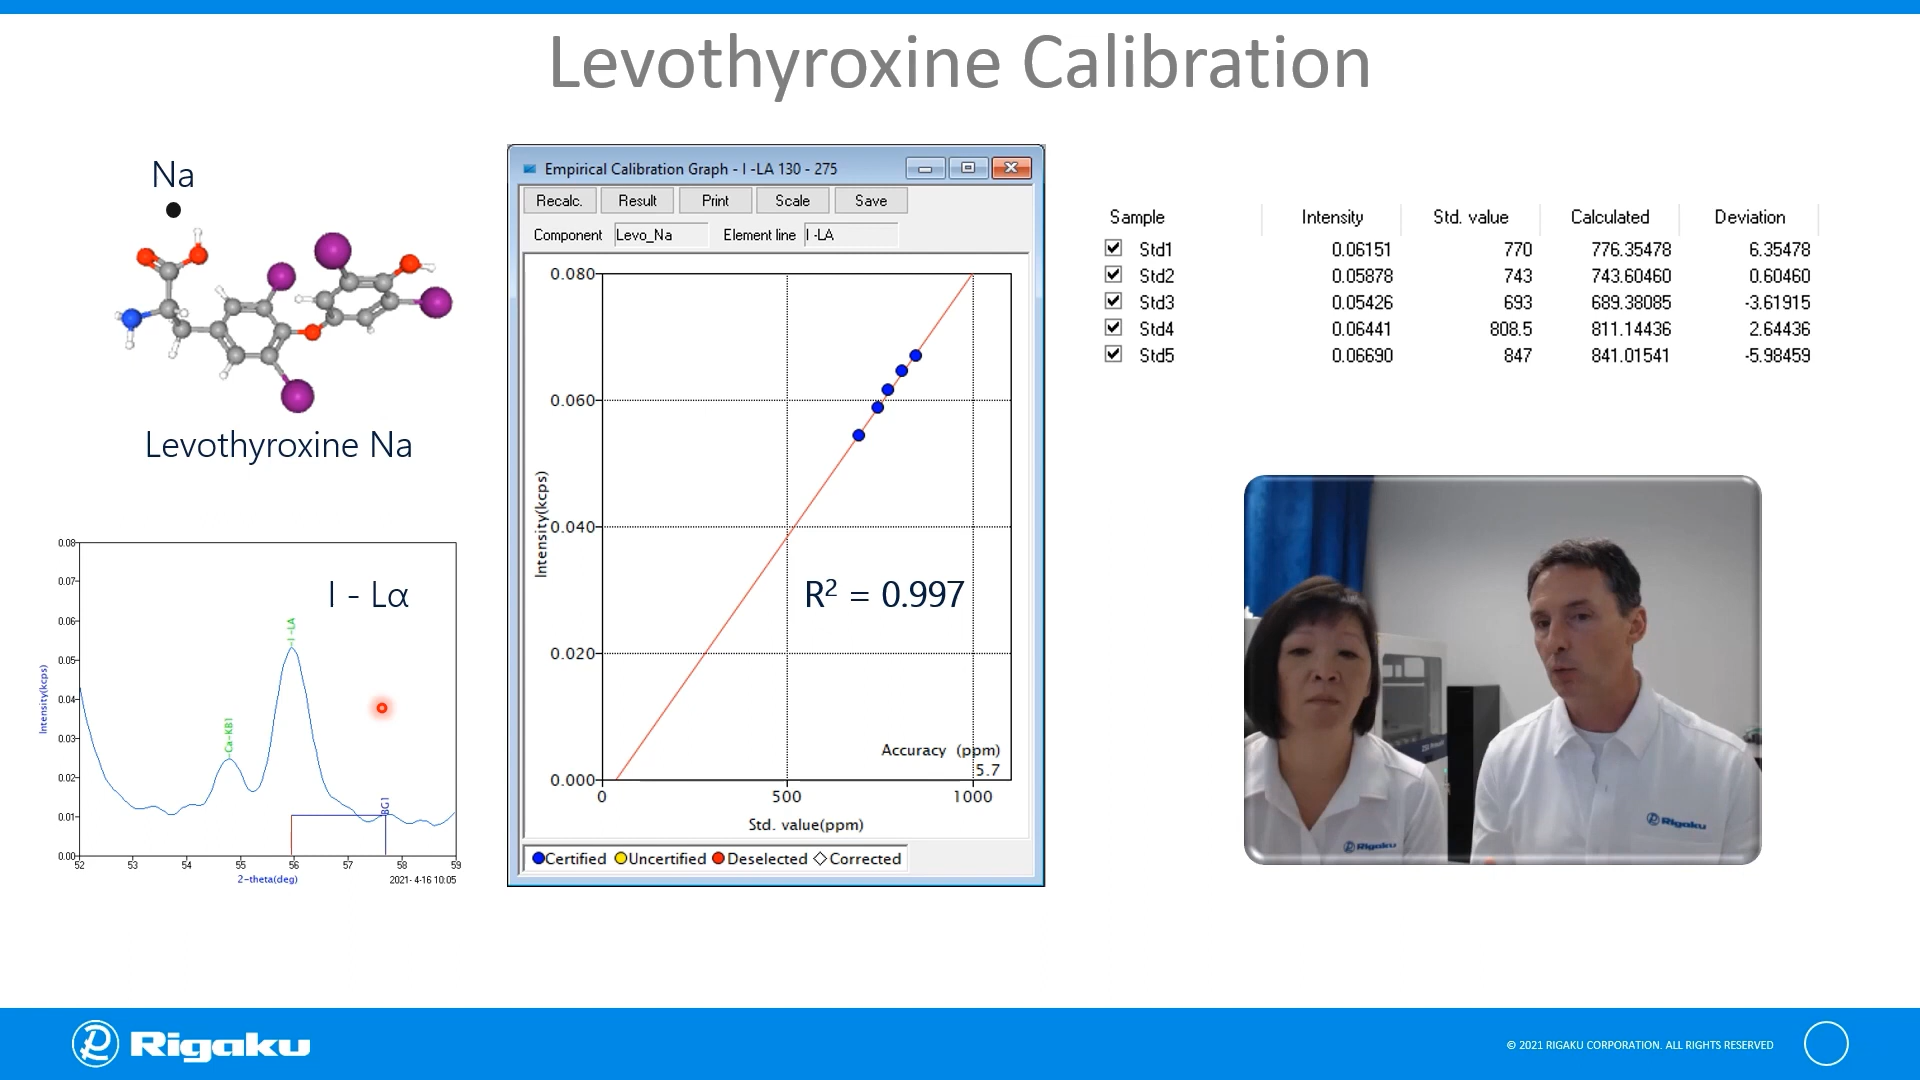 Levothyroxine Calibration
Na
Levothyroxine Na
Empirical Calibration Graph - I -LA 130 - 275
Recalc. Result Print Scale Save
Component Levo_Na Element line I -LA
0.080
0.060
0.040
0.020
0.000
Intensity(kcps)
R² = 0.997
Accuracy (ppm)
5.7
0 500 1000
Std. value(ppm)
Certified Uncertified Deselected Corrected
Sample Intensity Std. value Calculated Deviation
Std1 0.06151 770 776.35478 6.35478
Std2 0.05878 743 743.60460 0.60460
Std3 0.05426 693 689.38085 -3.61915
Std4 0.06441 808.5 811.14436 2.64436
Std5 0.06690 847 841.01541 -5.98459
0.08
0.07
0.06
0.05
0.04
0.03
0.02
0.01
0.00
Intensity(kcps)
I - Lα
I -LA
Ca-KB1
BG1
52 53 54 55 56 57 58 59
2-theta(deg)
2021- 4-16 10:05
Rigaku
Rigaku
Rigaku
© 2021 RIGAKU CORPORATION. ALL RIGHTS RESERVED